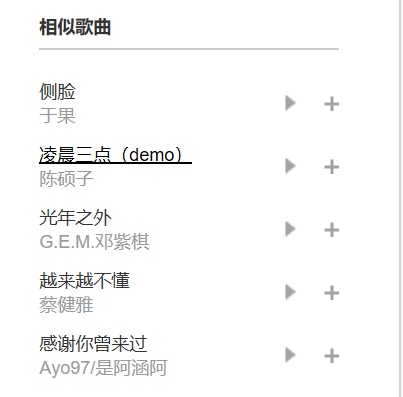 相似歌曲
侧脸
于果
凌晨三点（demo）
陈硕子
光年之外
G.E.M.邓紫棋
越来越不懂
蔡健雅
感谢你曾来过
Ayo97/是阿涵阿